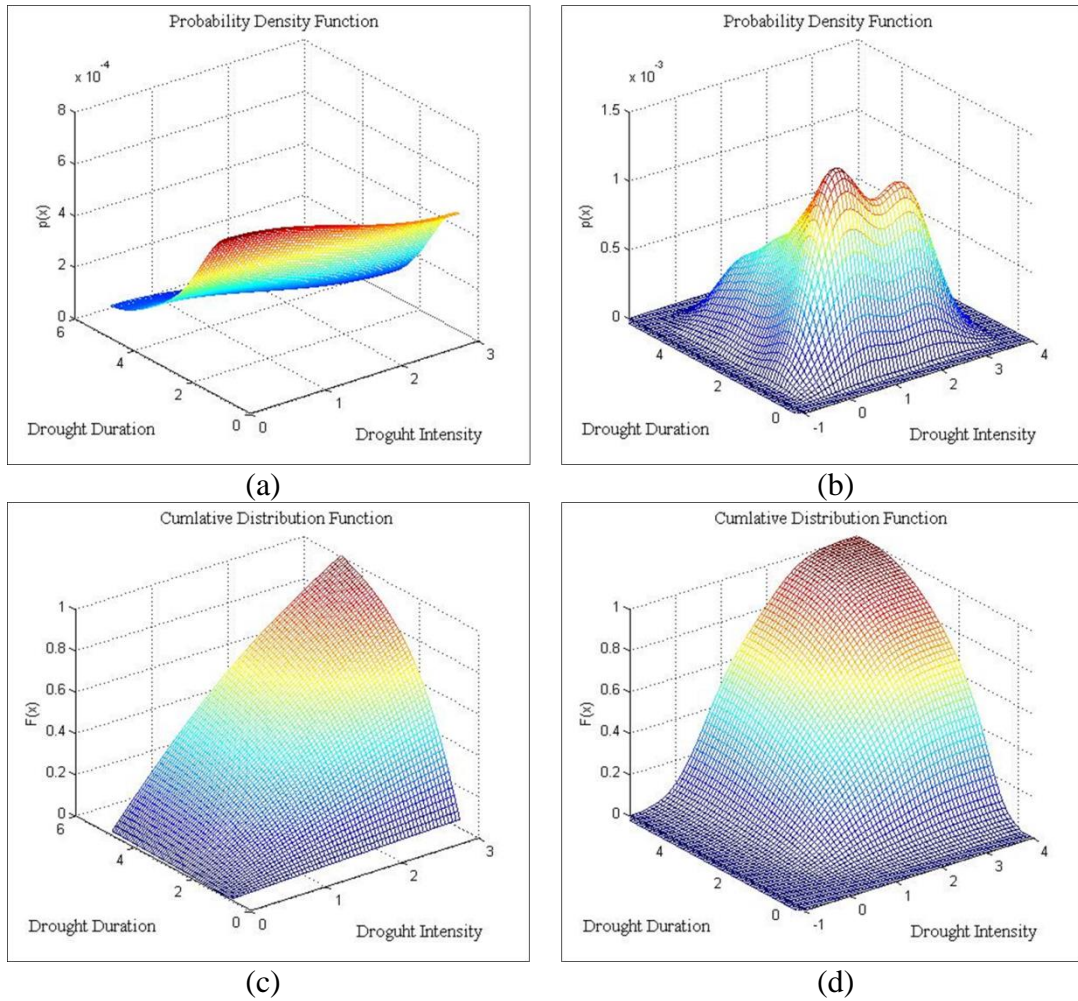 Probability Density Function
x 10^-4
8
6
4
2
0
p(x)
6
4
2
0
0
1
2
3
Drought Duration
Droguht Intensity
(a)
Probability Density Function
x 10^-3
1.5
1
0.5
0
p(x)
4
2
0
-1
0
1
2
3
4
Drought Duration
Drought Intensity
(b)
Cumlative Distribution Function
1
0.8
0.6
0.4
0.2
0
F(x)
6
4
2
0
0
1
2
3
Drought Duration
Droguht Intensity
(c)
Cumlative Distribution Function
1
0.8
0.6
0.4
0.2
0
F(x)
4
2
0
-1
0
1
2
3
4
Drought Duration
Drought Intensity
(d)